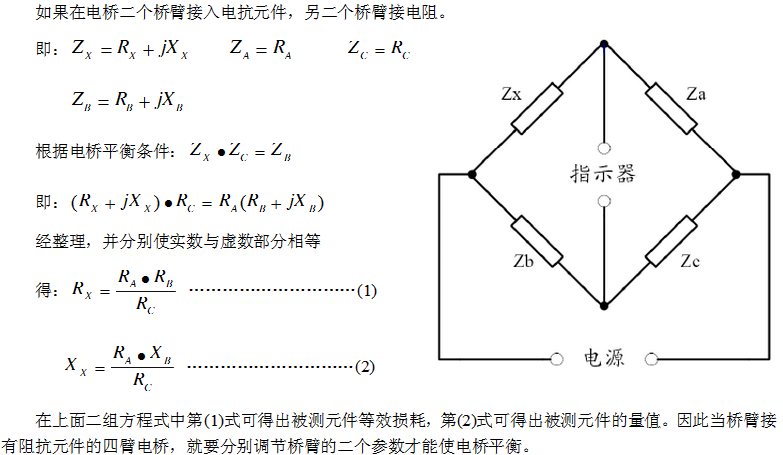 如果在电桥二个桥臂接入电抗元件，另二个桥臂接电阻。
即：Z_X = R_X + jX_X Z_A = R_A Z_C = R_C
Z_B = R_B + jX_B
根据电桥平衡条件：Z_X • Z_C = Z_B
即：(R_X + jX_X) • R_C = R_A(R_B + jX_B)
经整理，并分别使实数与虚数部分相等
得：R_X = \frac{R_A • R_B}{R_C} ……………………………(1)
X_X = \frac{R_A • X_B}{R_C} ……………………………(2)
Zx
Za
指示器
Zb
Zc
电源
在上面二组方程式中第(1)式可得出被测元件等效损耗，第(2)式可得出被测元件的量值。因此当桥臂接
有阻抗元件的四臂电桥，就要分别调节桥臂的二个参数才能使电桥平衡。